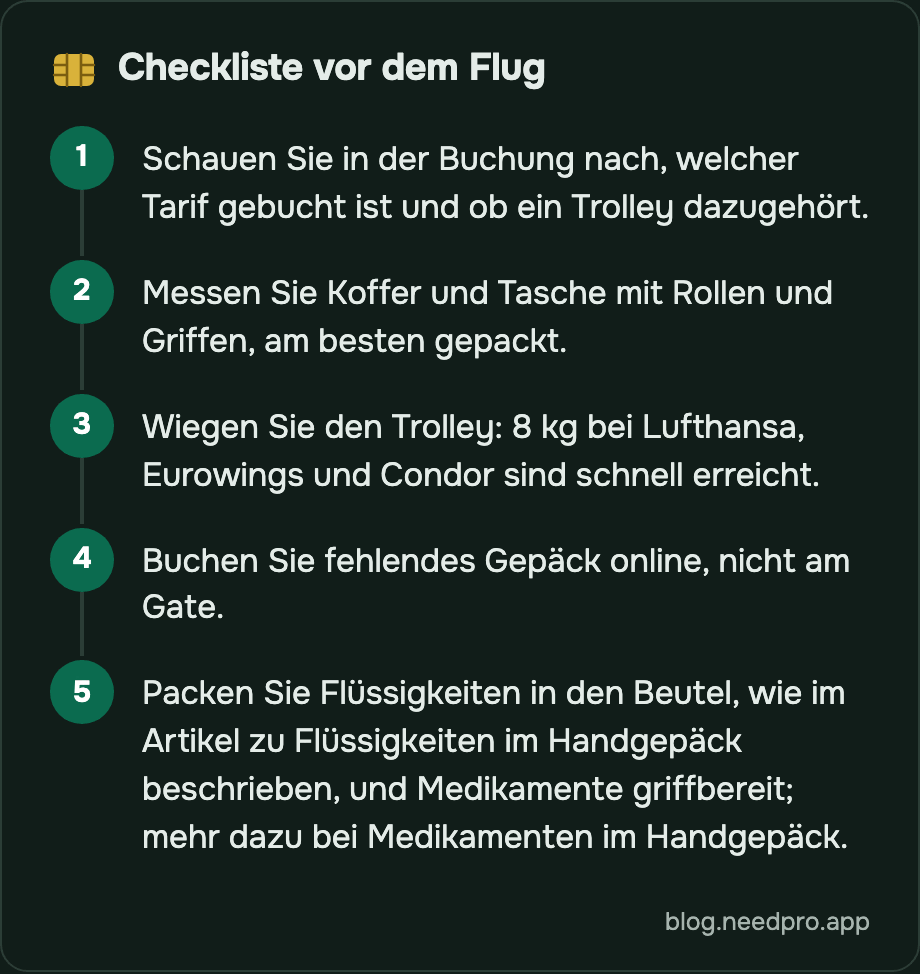 Checkliste vor dem Flug
1
Schauen Sie in der Buchung nach, welcher
Tarif gebucht ist und ob ein Trolley dazugehört.
2
Messen Sie Koffer und Tasche mit Rollen und
Griffen, am besten gepackt.
3
Wiegen Sie den Trolley: 8 kg bei Lufthansa,
Eurowings und Condor sind schnell erreicht.
4
Buchen Sie fehlendes Gepäck online, nicht am
Gate.
5
Packen Sie Flüssigkeiten in den Beutel, wie im
Artikel zu Flüssigkeiten im Handgepäck
beschrieben, und Medikamente griffbereit;
mehr dazu bei Medikamenten im Handgepäck.
blog.needpro.app